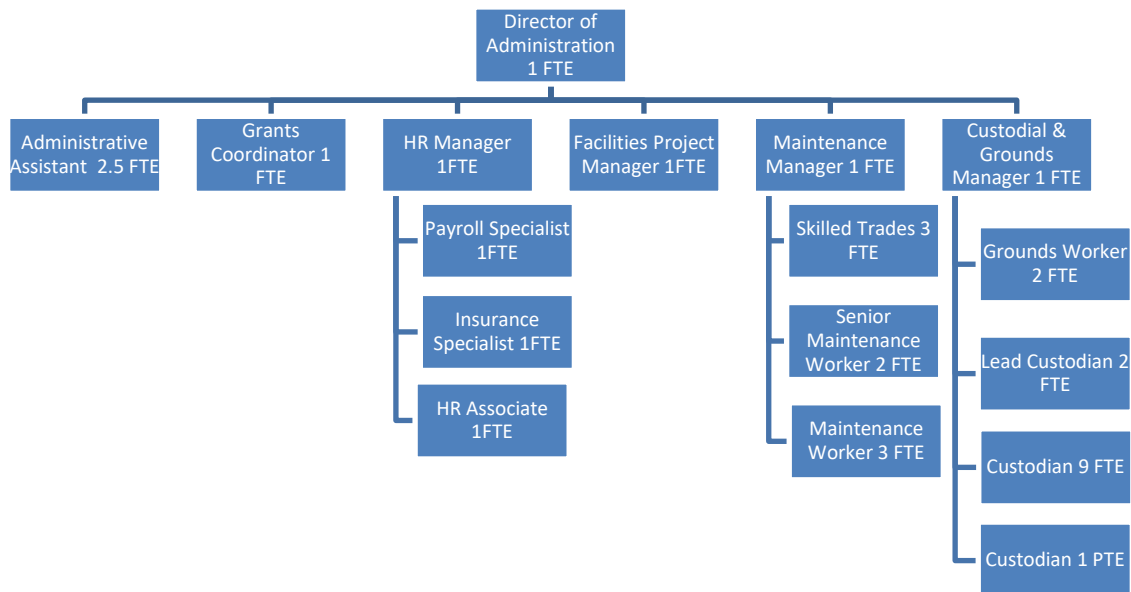 Director of
Administration
1 FTE
Administrative
Assistant 2.5 FTE
Grants
Coordinator 1
FTE
HR Manager
1FTE
Facilities Project
Manager 1FTE
Maintenance
Manager 1 FTE
Custodial &
Grounds
Manager 1 FTE
Payroll Specialist
1FTE
Insurance
Specialist 1FTE
HR Associate
1FTE
Skilled Trades 3
FTE
Senior
Maintenance
Worker 2 FTE
Maintenance
Worker 3 FTE
Grounds Worker
2 FTE
Lead Custodian 2
FTE
Custodian 9 FTE
Custodian 1 PTE